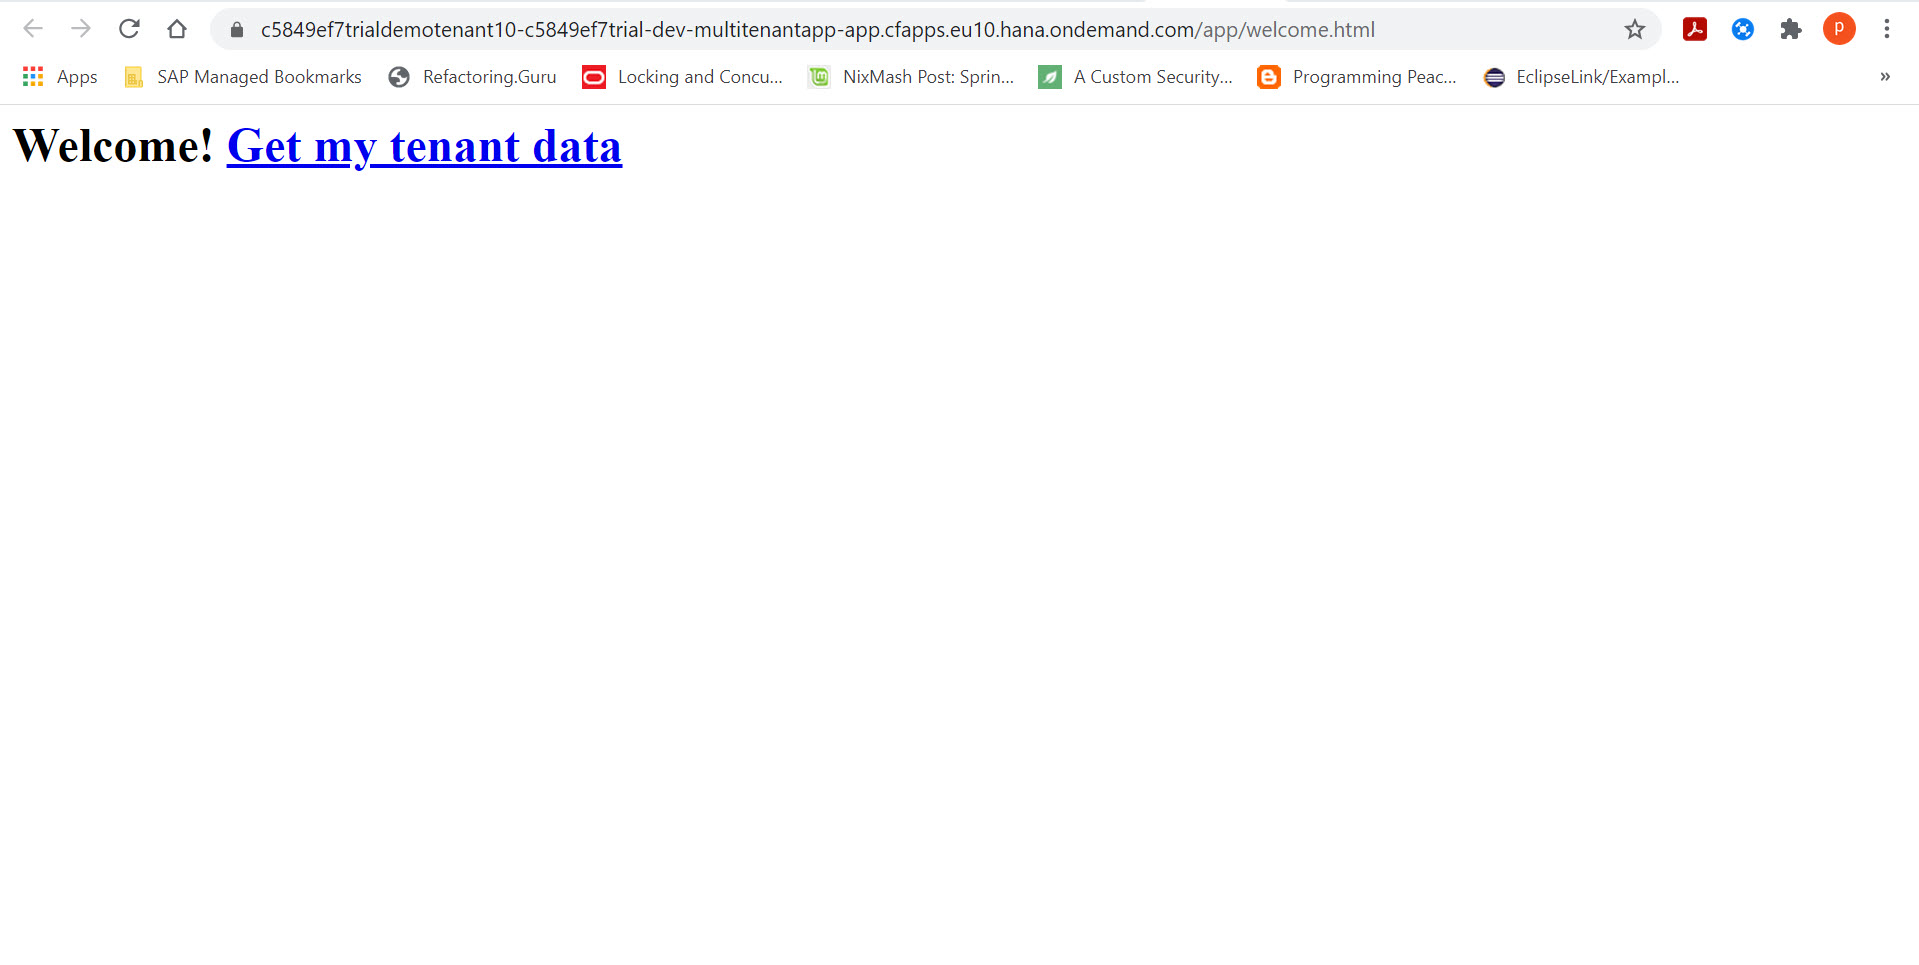 c5849ef7trialdemotenant10-c5849ef7trial-dev-multitenantapp-app.cfapps.eu10.hana.ondemand.com/app/welcome.html
p
Apps SAP Managed Bookmarks Refactoring.Guru Locking and Concu... NixMash Post: Sprin... A Custom Security... Programming Peac... EclipseLink/Exampl... »
Welcome! Get my tenant data